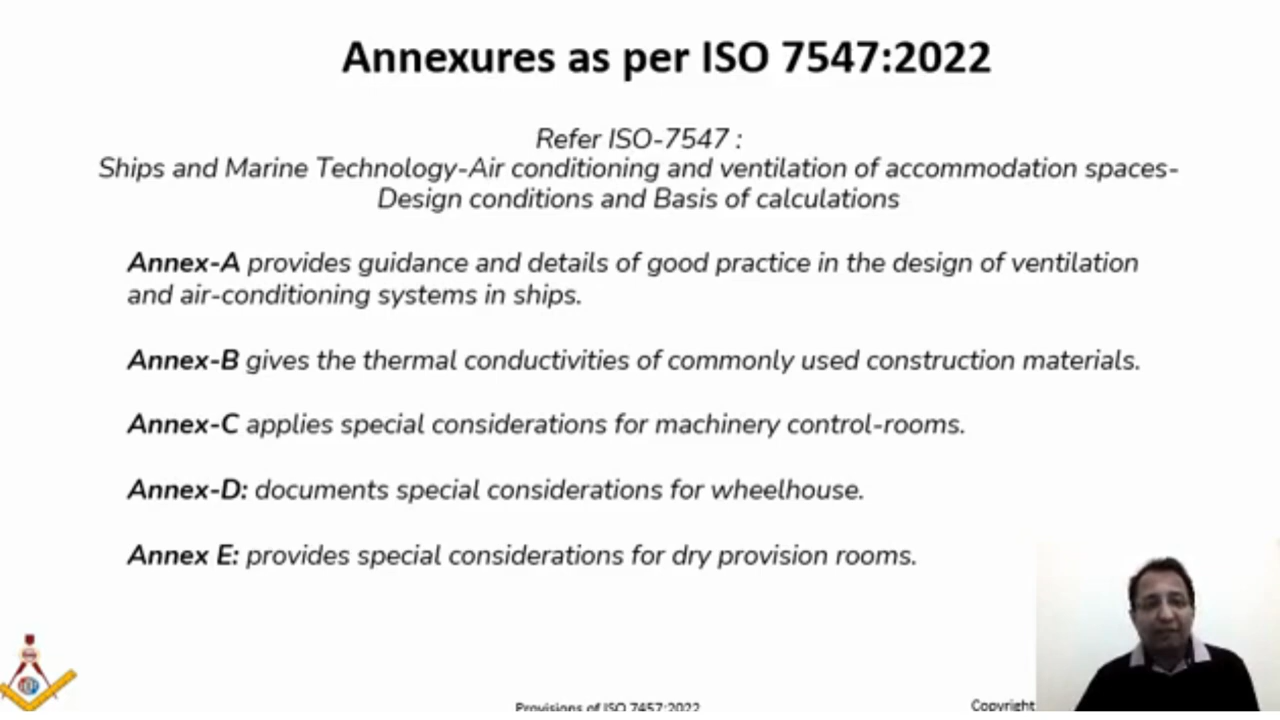 Annexures as per ISO 7547:2022
Refer ISO-7547 :
Ships and Marine Technology-Air conditioning and ventilation of accommodation spaces-
Design conditions and Basis of calculations
Annex-A provides guidance and details of good practice in the design of ventilation
and air-conditioning systems in ships.
Annex-B gives the thermal conductivities of commonly used construction materials.
Annex-C applies special considerations for machinery control-rooms.
Annex-D: documents special considerations for wheelhouse.
Annex E: provides special considerations for dry provision rooms.
Provisions of ISO 7457:2022
Copyright